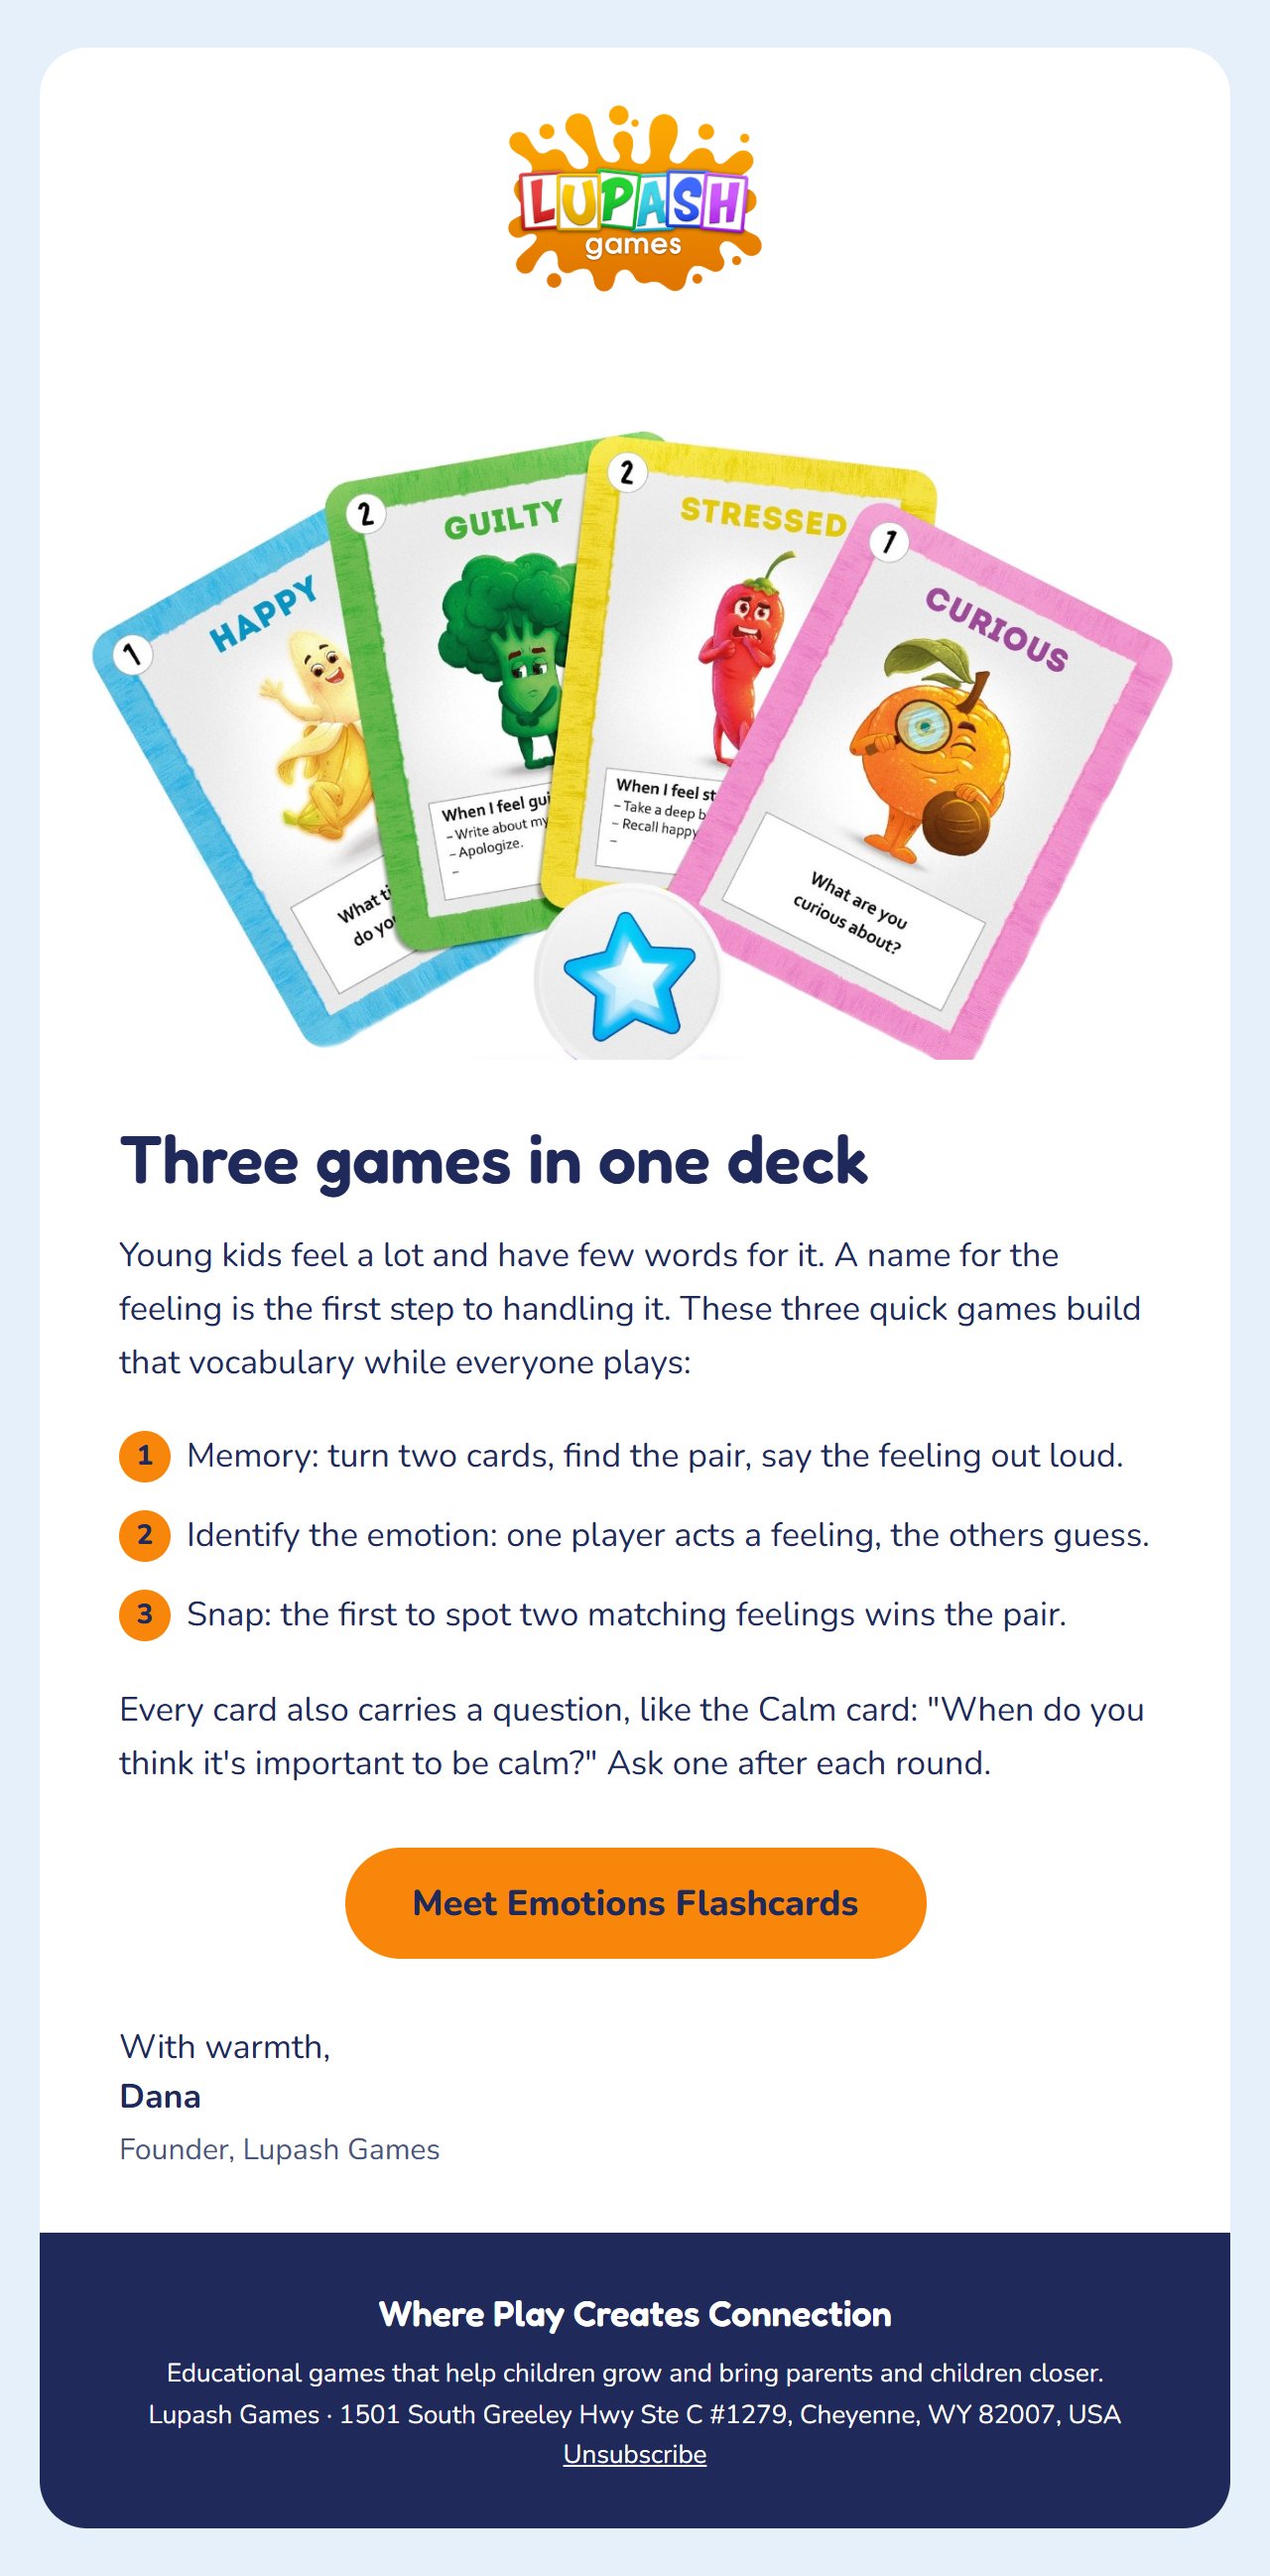 LUPASH
games
1
HAPPY
What ti
do yo
2
GUILTY
When I feel gui
– Write about my
– Apologize.
–
2
STRESSED
When I feel st
– Take a deep b
– Recall happy
–
1
CURIOUS
What are you
curious about?
Three games in one deck
Young kids feel a lot and have few words for it. A name for the
feeling is the first step to handling it. These three quick games build
that vocabulary while everyone plays:
1 Memory: turn two cards, find the pair, say the feeling out loud.
2 Identify the emotion: one player acts a feeling, the others guess.
3 Snap: the first to spot two matching feelings wins the pair.
Every card also carries a question, like the Calm card: "When do you
think it's important to be calm?" Ask one after each round.
Meet Emotions Flashcards
With warmth,
Dana
Founder, Lupash Games
Where Play Creates Connection
Educational games that help children grow and bring parents and children closer.
Lupash Games · 1501 South Greeley Hwy Ste C #1279, Cheyenne, WY 82007, USA
Unsubscribe